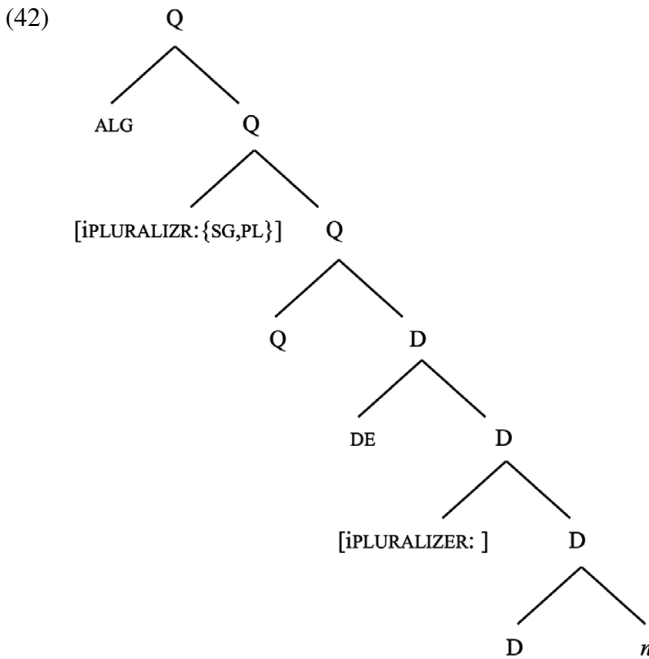 (42) Q
ALG Q
[iPLURALIZR:{SG,PL}] Q
Q D
DE D
[iPLURALIZER: ] D
D n